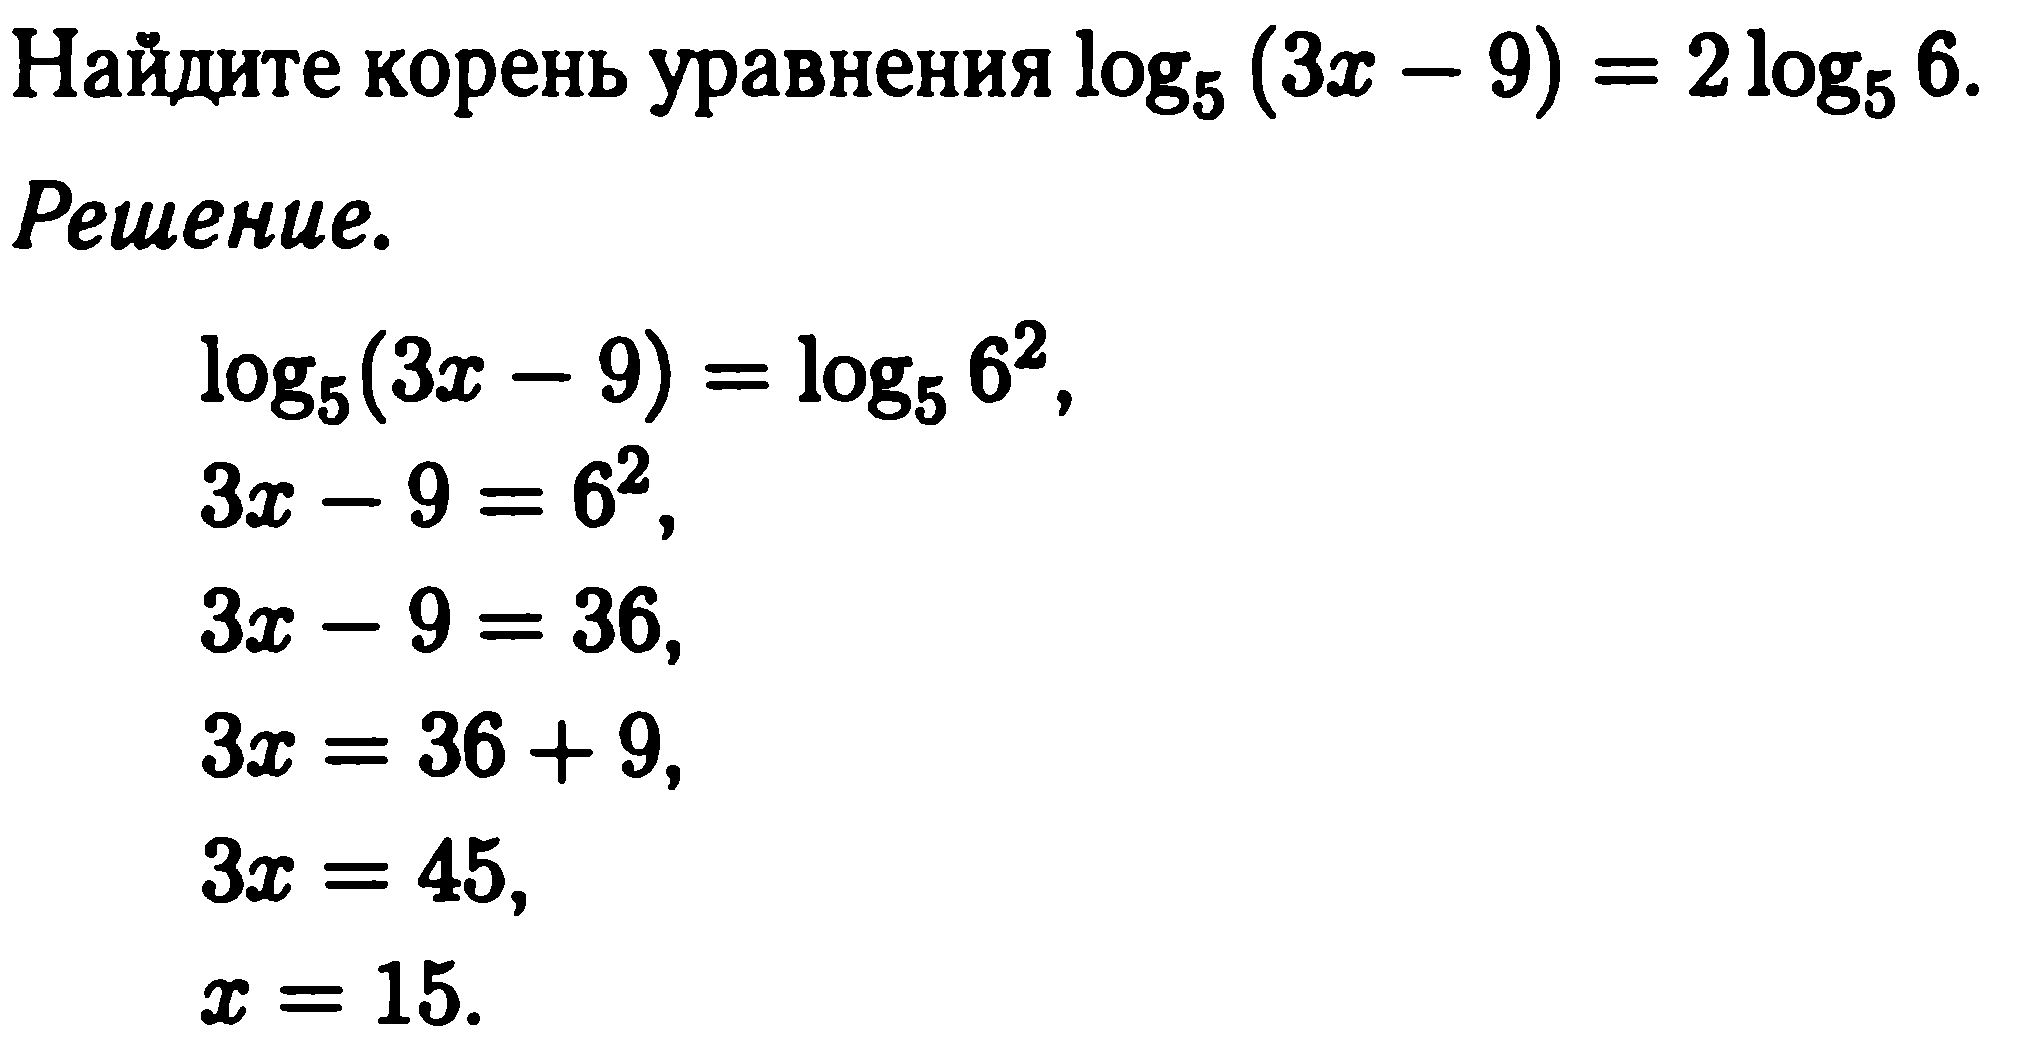 Найдите корень уравнения log₅ (3x − 9) = 2 log₅ 6.
Решение.
log₅(3x − 9) = log₅ 6²,
3x − 9 = 6²,
3x − 9 = 36,
3x = 36 + 9,
3x = 45,
x = 15.